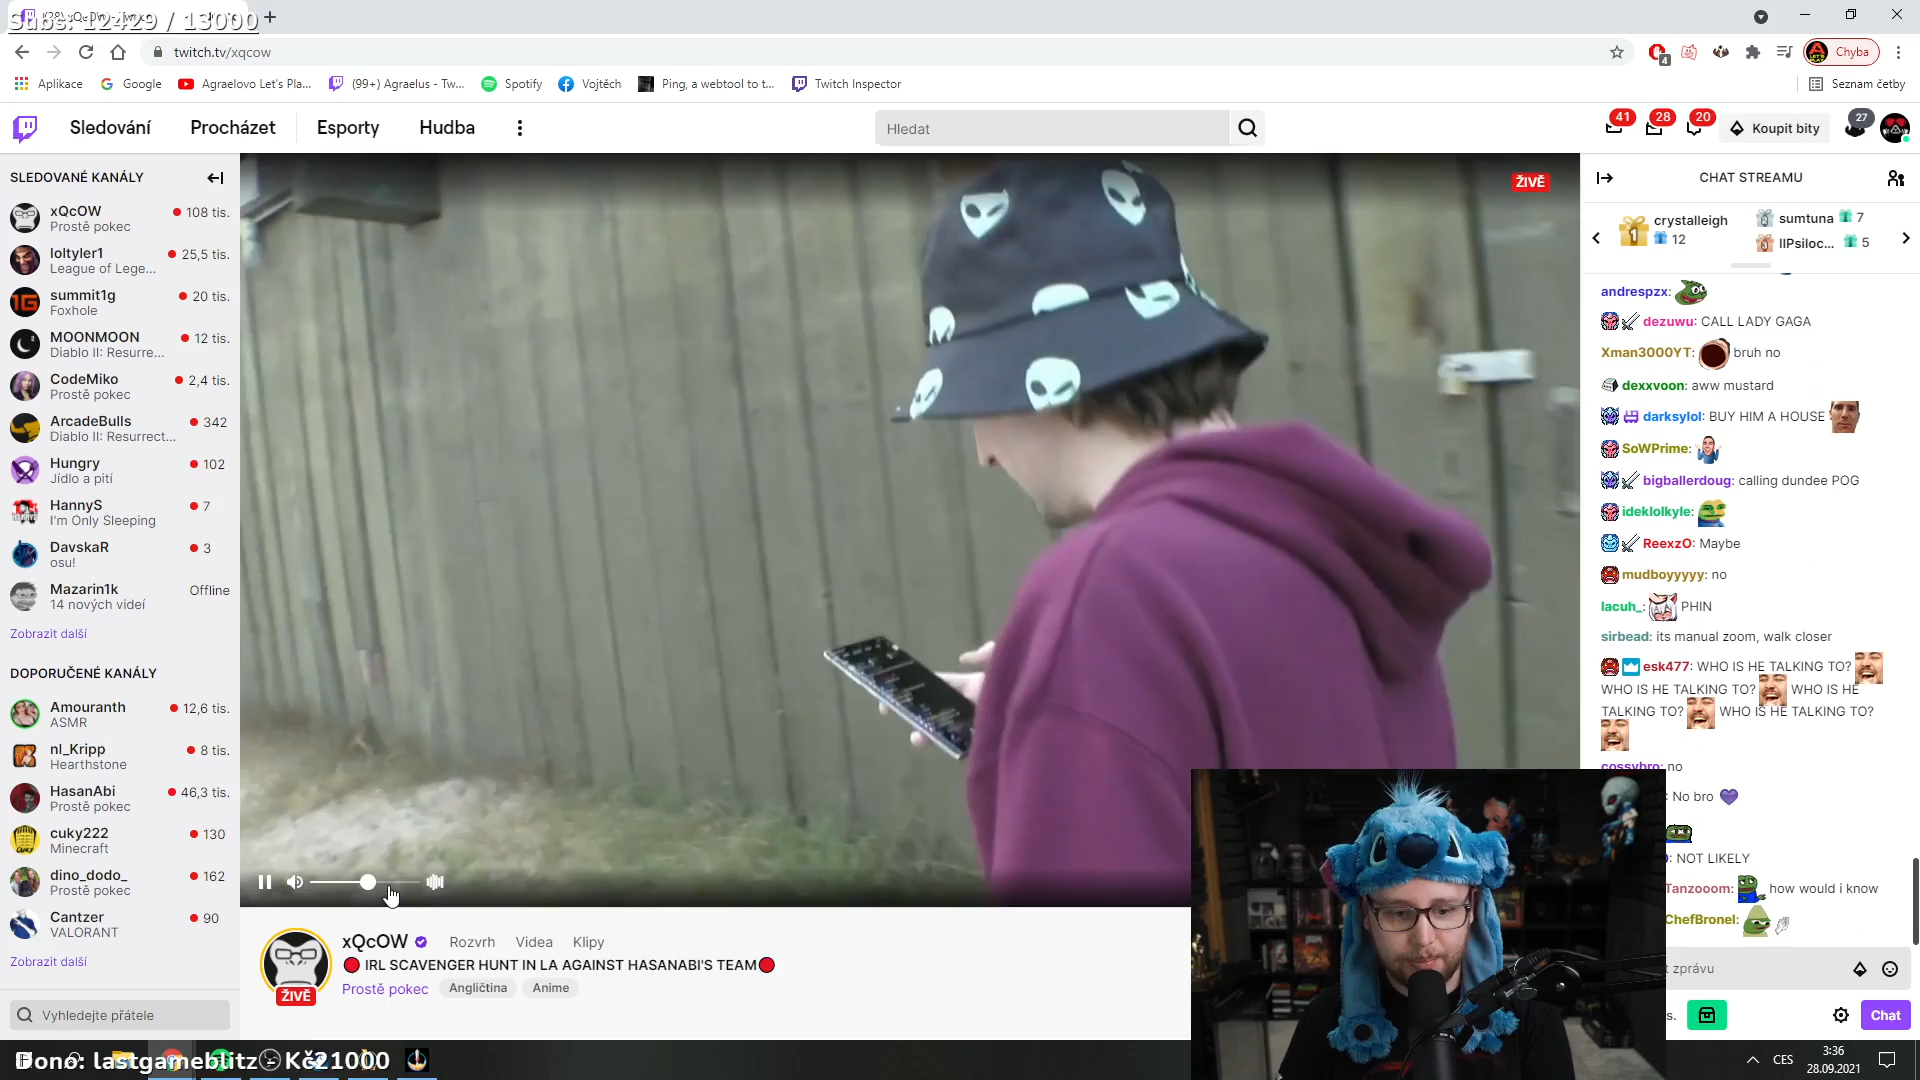 Subs: 12429 / 13000
twitch.tv/xqcow
4
Chyba
Aplikace
Google
Agraelovo Let's Pla...
(99+) Agraelus - Tw...
Spotify
Vojtěch
Ping, a webtool to t...
Twitch Inspector
Seznam četby
Sledování
Procházet
Esporty
Hudba
Hledat
41
28
20
Koupit bity
27
SLEDOVANÉ KANÁLY
xQcOW
108 tis.
Prostě pokec
loltyler1
25,5 tis.
League of Lege...
summit1g
20 tis.
Foxhole
MOONMOON
12 tis.
Diablo II: Resurre...
CodeMiko
2,4 tis.
Prostě pokec
ArcadeBulls
342
Diablo II: Resurrect...
Hungry
102
Jídlo a pití
HannyS
7
I'm Only Sleeping
DavskaR
3
osu!
Mazarin1k
Offline
14 nových videí
Zobrazit další
DOPORUČENÉ KANÁLY
Amouranth
12,6 tis.
ASMR
nl_Kripp
8 tis.
Hearthstone
HasanAbi
46,3 tis.
Prostě pokec
cuky222
130
Minecraft
dino_dodo_
162
Prostě pokec
Cantzer
90
VALORANT
Zobrazit další
Vyhledejte přátele
ŽIVĚ
xQcOW
Rozvrh
Videa
Klipy
IRL SCAVENGER HUNT IN LA AGAINST HASANABI'S TEAM
Prostě pokec
Angličtina
Anime
ŽIVĚ
CHAT STREAMU
1
crystalleigh
12
sumtuna
7
IlPsiloc...
5
andrespzx:
dezuwu: CALL LADY GAGA
Xman3000YT: bruh no
dexxvoon: aww mustard
darksylol: BUY HIM A HOUSE
SoWPrime:
bigballerdoug: calling dundee POG
ideklolkyle:
ReexzO: Maybe
mudboyyyyy: no
lacuh_: PHIN
sirbead: its manual zoom, walk closer
esk477: WHO IS HE TALKING TO?
WHO IS HE TALKING TO? WHO IS HE
TALKING TO? WHO IS HE TALKING TO?
cossybro: no
: No bro
: NOT LIKELY
Tanzooom: how would i know
ChefBronel:
zprávu
s.
Chat
Dono: lastgameblitz - Kč21000
CES
3:36
28.09.2021